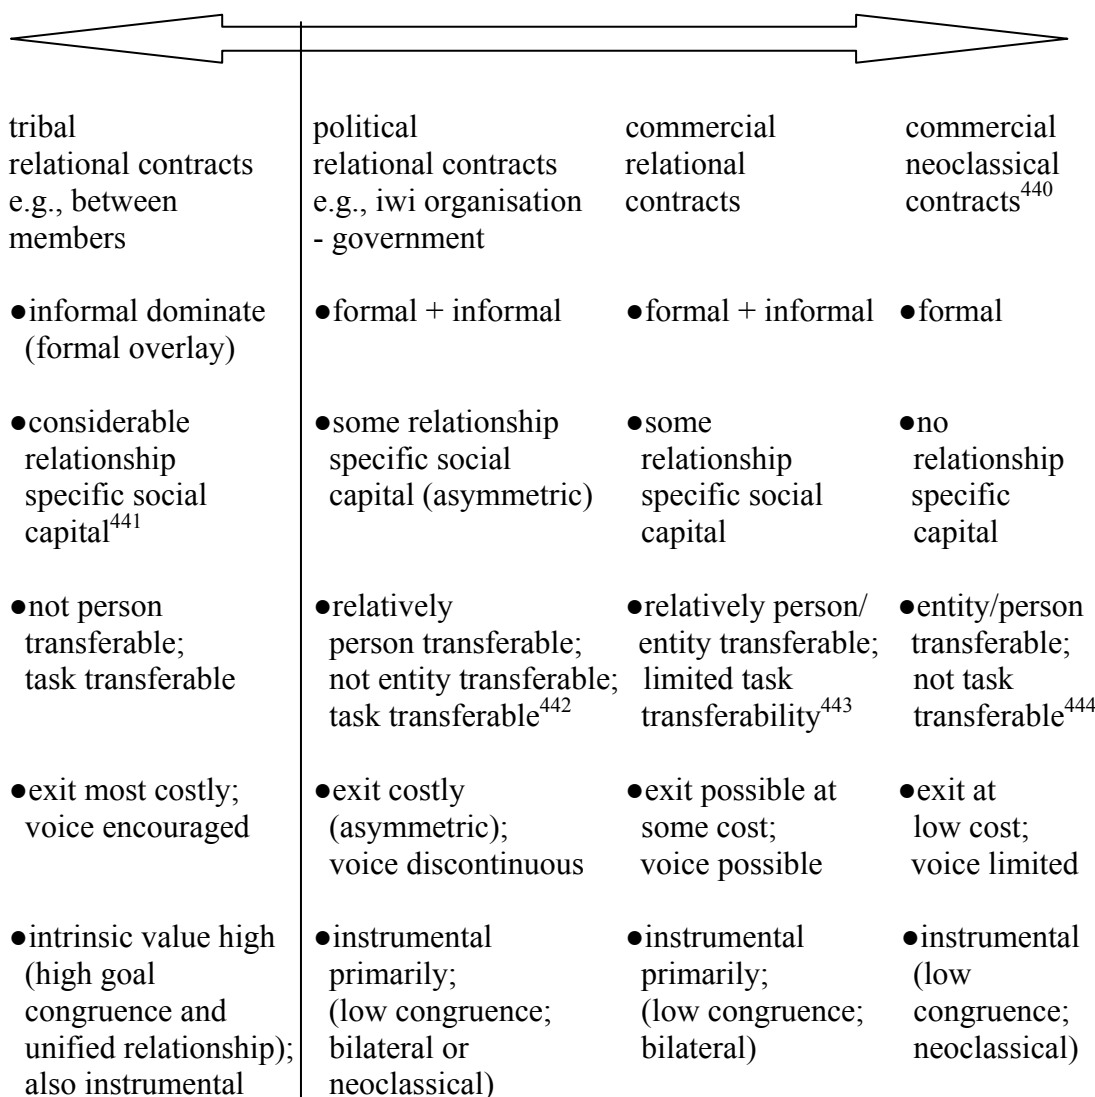 tribal
relational contracts
e.g., between
members
political
relational contracts
e.g., iwi organisation
- government
commercial
relational
contracts
commercial
neoclassical
contracts440
●informal dominate
(formal overlay)
●formal + informal
●formal + informal
●formal
●considerable
relationship
specific social
capital441
●some relationship
specific social
capital (asymmetric)
●some
relationship
specific social
capital
●no
relationship
specific
capital
●not person
transferable;
task transferable
●relatively
person transferable;
not entity transferable;
task transferable442
●relatively person/
entity transferable;
limited task
transferability443
●entity/person
transferable;
not task
transferable444
●exit most costly;
voice encouraged
●exit costly
(asymmetric);
voice discontinuous
●exit possible at
some cost;
voice possible
●exit at
low cost;
voice limited
●intrinsic value high
(high goal
congruence and
unified relationship);
also instrumental
●instrumental
primarily;
(low congruence;
bilateral or
neoclassical)
●instrumental
primarily;
(low congruence;
bilateral)
●instrumental
(low
congruence;
neoclassical)